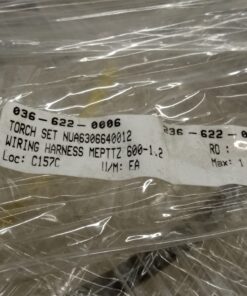 036-622-0006
TORCH SET NUA6306640012
WIRING HARNESS MEPTTZ 600-1.2
Loc: C157C U/M: EA
036-622-0
RO :
Max: 1